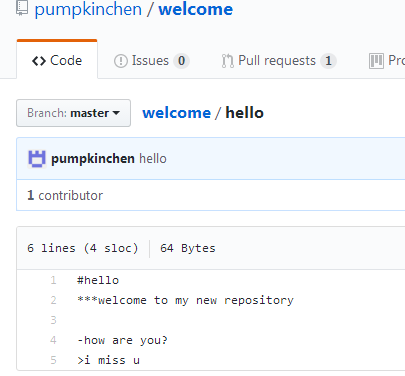 pumpkinchen / welcome
Code Issues 0 Pull requests 1
Branch: master welcome / hello
pumpkinchen hello
1 contributor
6 lines (4 sloc) 64 Bytes
1 #hello
2 ***welcome to my new repository
3
4 -how are you?
5 >i miss u